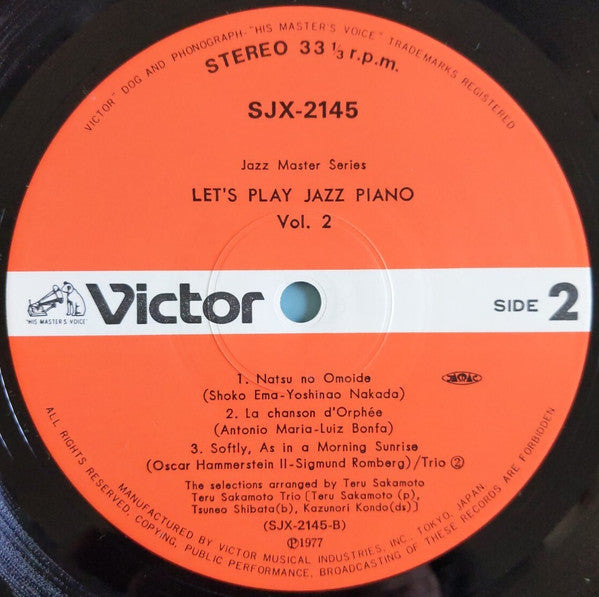 VICTOR" DOG AND PHONOGRAPH-"HIS MASTER'S VOICE" TRADEMARKS REGISTERED
STEREO 33 1/3 r.p.m.
SJX-2145
Jazz Master Series
LET'S PLAY JAZZ PIANO
Vol. 2
"HIS MASTER'S VOICE"
Victor
SIDE 2
1. Natsu no Omoide
(Shoko Ema-Yoshinao Nakada)
JASRAC
2. La chanson d'Orphée
(Antonio Maria-Luiz Bonfa)
3. Softly, As in a Morning Sunrise
(Oscar Hammerstein II-Sigmund Romberg)/Trio ②
The selections arranged by Teru Sakamoto
Teru Sakamoto Trio [Teru Sakamoto (p),
Tsuneo Shibata(b), Kazunori Kondo(ds)]
(SJX-2145-B)
Ⓟ1977
MANUFACTURED BY VICTOR MUSICAL INDUSTRIES, INC., TOKYO, JAPAN
ALL RIGHTS RESERVED. COPYING, PUBLIC PERFORMANCE, BROADCASTING OF THESE RECORDS ARE FORBIDDEN